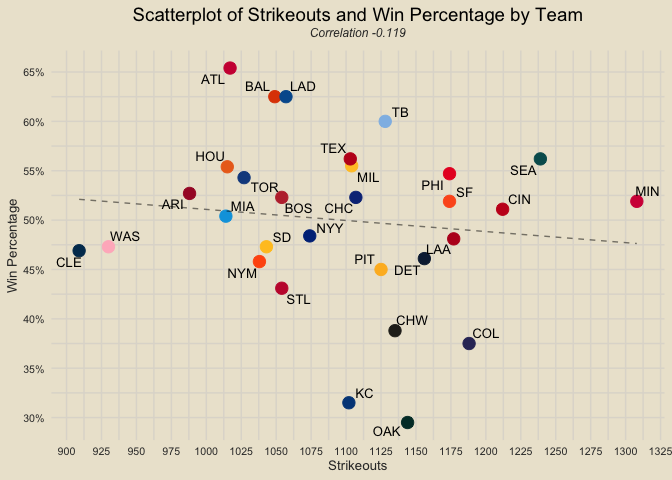 Scatterplot of Strikeouts and Win Percentage by Team
Correlation -0.119
Win Percentage
65%
60%
55%
50%
45%
40%
35%
30%
ATL
BAL
LAD
TB
TEX
HOU
MIL
SEA
TOR
PHI
SF
MIN
ARI
MIA
BOS
CHC
CIN
WAS
NYY
SD
LAA
CLE
PIT
DET
NYM
STL
CHW
COL
KC
OAK
900 925 950 975 1000 1025 1050 1075 1100 1125 1150 1175 1200 1225 1250 1275 1300 1325
Strikeouts